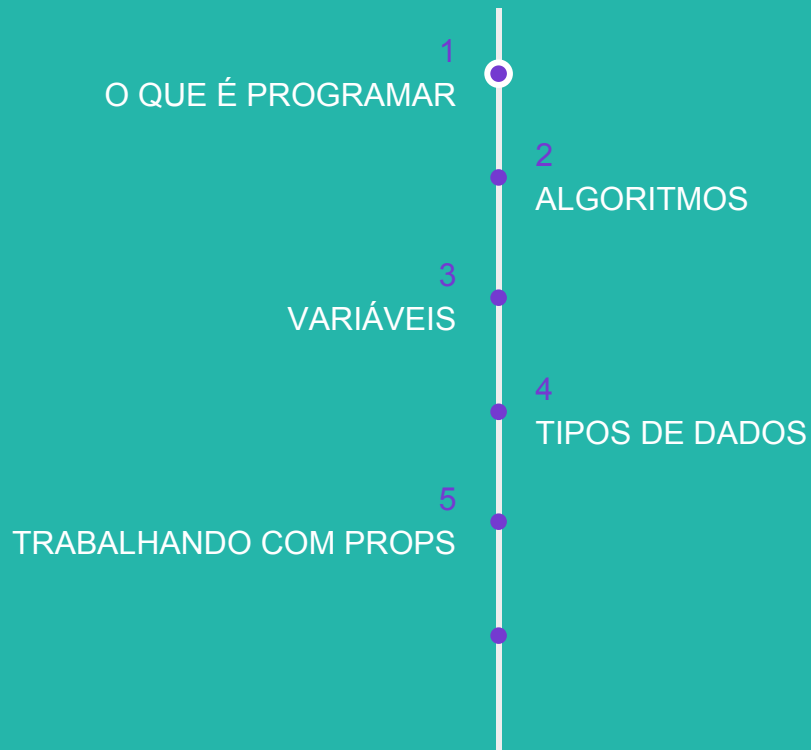 1
O QUE É PROGRAMAR
2
ALGORITMOS
3
VARIÁVEIS
4
TIPOS DE DADOS
5
TRABALHANDO COM PROPS